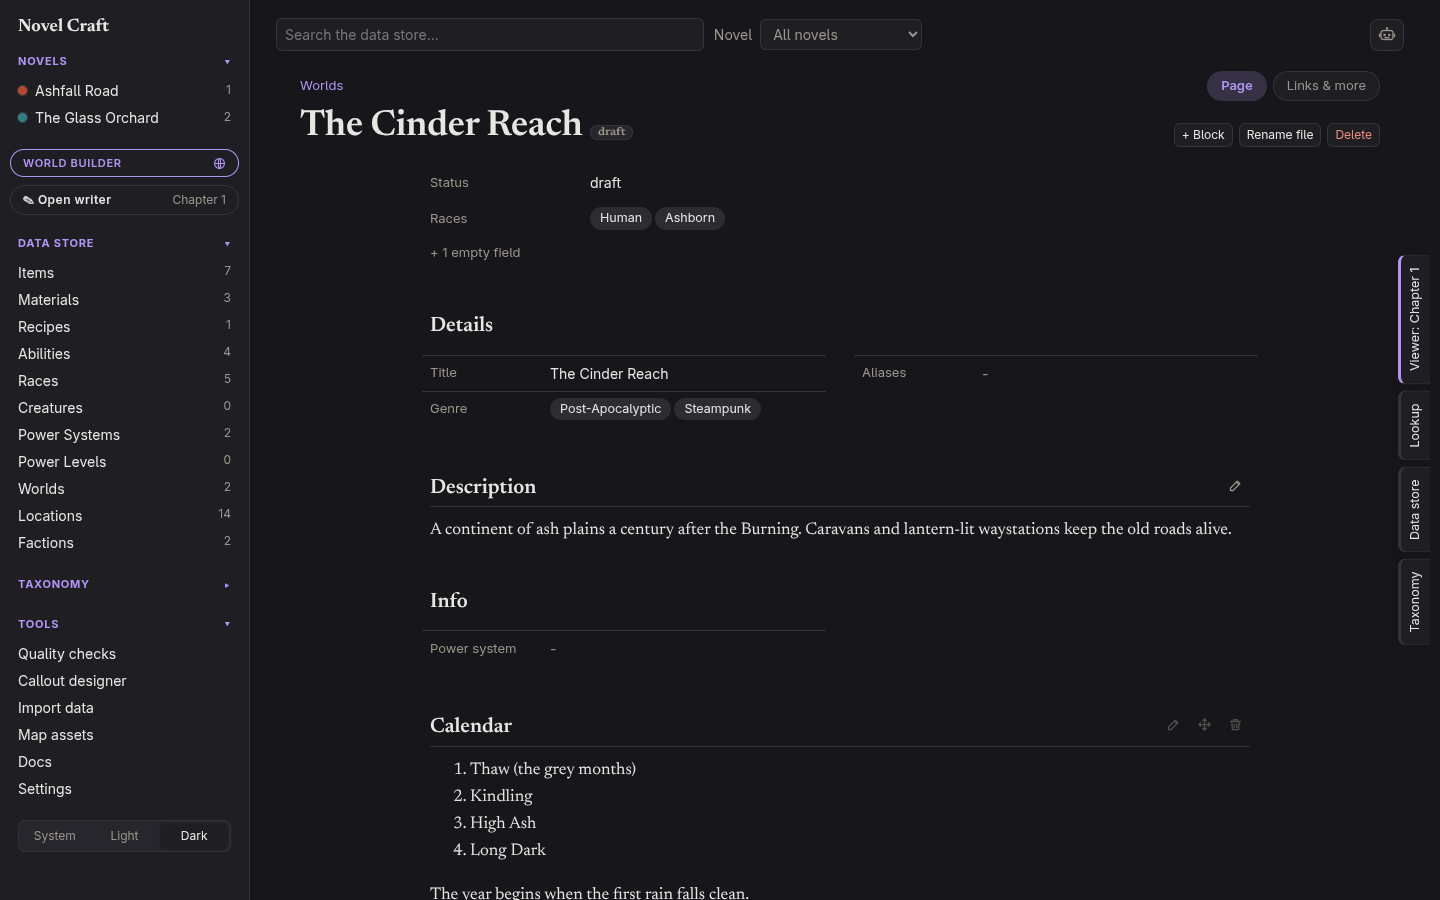 Novel Craft
NOVELS
Ashfall Road 1
The Glass Orchard 2
WORLD BUILDER
Open writer Chapter 1
DATA STORE
Items 7
Materials 3
Recipes 1
Abilities 4
Races 5
Creatures 0
Power Systems 2
Power Levels 0
Worlds 2
Locations 14
Factions 2
TAXONOMY
TOOLS
Quality checks
Callout designer
Import data
Map assets
Docs
Settings
System Light Dark
Search the data store... Novel All novels
Worlds
Page Links & more
The Cinder Reach draft
+ Block Rename file Delete
Status draft
Races Human Ashborn
+ 1 empty field
Details
Title The Cinder Reach
Aliases -
Genre Post-Apocalyptic Steampunk
Description
A continent of ash plains a century after the Burning. Caravans and lantern-lit waystations keep the old roads alive.
Info
Power system -
Calendar
1. Thaw (the grey months)
2. Kindling
3. High Ash
4. Long Dark
The year begins when the first rain falls clean.
Viewer: Chapter 1
Lookup
Data store
Taxonomy